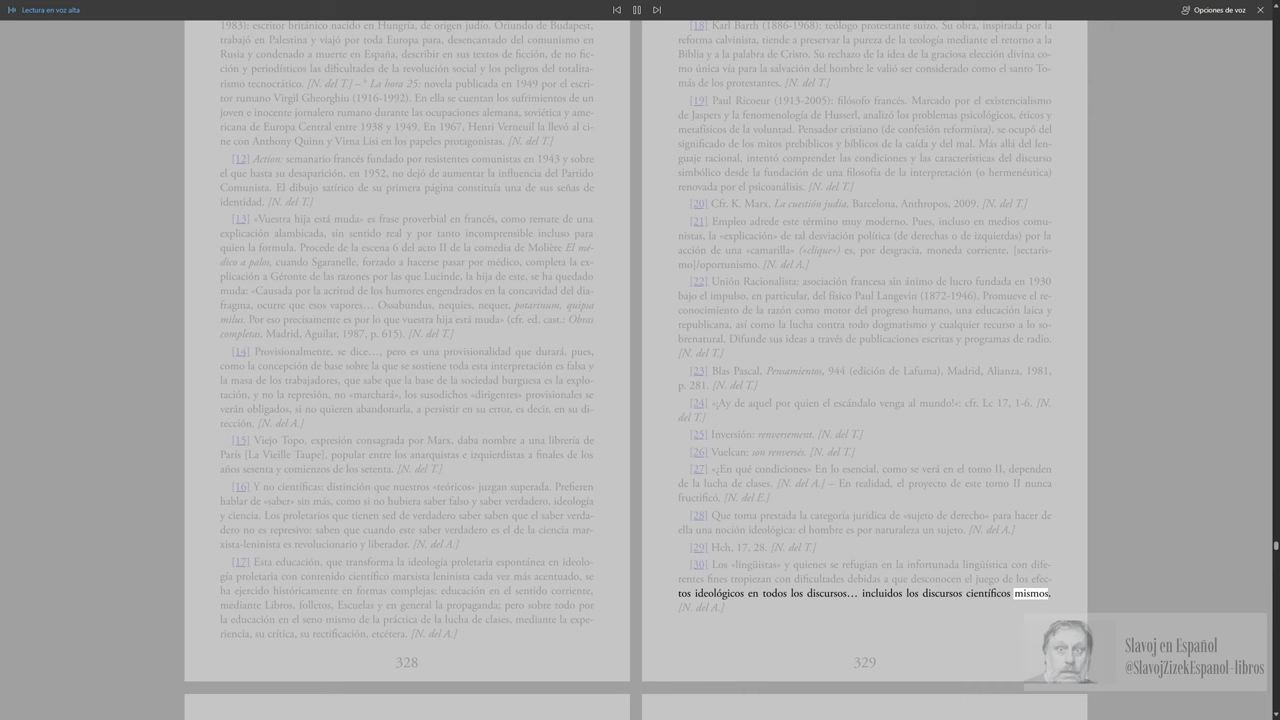 Lectura en voz alta
Opciones de voz
1983): escritor británico nacido en Hungría, de origen judío. Oriundo de Budapest,
trabajó en Palestina y viajó por toda Europa para, desencantado del comunismo en
Rusia y condenado a muerte en España, describir en sus textos de ficción, de no fic-
ción y periodísticos las dificultades de la revolución social y los peligros del totalita-
rismo tecnocrático. [N. del T.] – b La hora 25: novela publicada en 1949 por el escri-
tor rumano Virgil Gheorghiu (1916-1992). En ella se cuentan los sufrimientos de un
joven e inocente jornalero rumano durante las ocupaciones alemana, soviética y ame-
ricana de Europa Central entre 1938 y 1949. En 1967, Henri Verneuil la llevó al ci-
ne con Anthony Quinn y Virna Lisi en los papeles protagonistas. [N. del T.]
[12] Action: semanario francés fundado por resistentes comunistas en 1943 y sobre
el que hasta su desaparición, en 1952, no dejó de aumentar la influencia del Partido
Comunista. El dibujo satírico de su primera página constituía una de sus señas de
identidad. [N. del T.]
[13] «Vuestra hija está muda» es frase proverbial en francés, como remate de una
explicación alambicada, sin sentido real y por tanto incomprensible incluso para
quien la formula. Procede de la escena 6 del acto II de la comedia de Molière El mé-
dico a palos, cuando Sganarelle, forzado a hacerse pasar por médico, completa la ex-
plicación a Géronte de las razones por las que Lucinde, la hija de este, se ha quedado
muda: «Causada por la acritud de los humores engendrados en la concavidad del dia-
fragma, ocurre que esos vapores… Ossabundus, nequies, nequer, potarinum, quipsa
milus. Por eso precisamente es por lo que vuestra hija está muda» (cfr. ed. cast.: Obras
completas, Madrid, Aguilar, 1987, p. 615). [N. del T.]
[14] Provisionalmente, se dice…, pero es una provisionalidad que durará, pues,
como la concepción de base sobre la que se sostiene toda esta interpretación es falsa y
la masa de los trabajadores, que sabe que la base de la sociedad burguesa es la explo-
tación, y no la represión, no «marchará», los susodichos «dirigentes» provisionales se
verán obligados, si no quieren abandonarla, a persistir en su error, es decir, en su di-
rección. [N. del A.]
[15] Viejo Topo, expresión consagrada por Marx, daba nombre a una librería de
París [La Vieille Taupe], popular entre los anarquistas e izquierdistas a finales de los
años sesenta y comienzos de los setenta. [N. del T.]
[16] Y no científicas: distinción que nuestros «teóricos» juzgan superada. Prefieren
hablar de «saber» sin más, como si no hubiera saber falso y saber verdadero, ideología
y ciencia. Los proletarios que tienen sed de verdadero saber saben que el saber verda-
dero no es represivo: saben que cuando este saber verdadero es el de la ciencia mar-
xista-leninista es revolucionario y liberador. [N. del A.]
[17] Esta educación, que transforma la ideología proletaria espontánea en ideolo-
gía proletaria con contenido científico marxista leninista cada vez más acentuado, se
ha ejercido históricamente en formas complejas: educación en el sentido corriente,
mediante Libros, folletos, Escuelas y en general la propaganda; pero sobre todo por
la educación en el seno mismo de la práctica de la lucha de clases, mediante la expe-
riencia, su crítica, su rectificación, etcétera. [N. del A.]
328
[18] Karl Barth (1886-1968): teólogo protestante suizo. Su obra, inspirada por la
reforma calvinista, tiende a preservar la pureza de la teología mediante el retorno a la
Biblia y a la palabra de Cristo. Su rechazo de la idea de la graciosa elección divina co-
mo única vía para la salvación del hombre le valió ser considerado como el santo To-
más de los protestantes. [N. del T.]
[19] Paul Ricoeur (1913-2005): filósofo francés. Marcado por el existencialismo
de Jaspers y la fenomenología de Husserl, analizó los problemas psicológicos, éticos y
metafísicos de la voluntad. Pensador cristiano (de confesión reformista), se ocupó del
significado de los mitos prebíblicos y bíblicos de la caída y del mal. Más allá del len-
guaje racional, intentó comprender las condiciones y las características del discurso
simbólico desde la fundación de una filosofía de la interpretación (o hermenéutica)
renovada por el psicoanálisis. [N. del T.]
[20] Cfr. K. Marx, La cuestión judía, Barcelona, Anthropos, 2009. [N. del T.]
[21] Empleo adrede este término muy moderno. Pues, incluso en medios comu-
nistas, la «explicación» de tal desviación política (de derechas o de izquierdas) por la
acción de una «camarilla» («clique») es, por desgracia, moneda corriente, [sectaris-
mo]/oportunismo. [N. del A.]
[22] Unión Racionalista: asociación francesa sin ánimo de lucro fundada en 1930
bajo el impulso, en particular, del físico Paul Langevin (1872-1946). Promueve el re-
conocimiento de la razón como motor del progreso humano, una educación laica y
republicana, así como la lucha contra todo dogmatismo y cualquier recurso a lo so-
brenatural. Difunde sus ideas a través de publicaciones escritas y programas de radio.
[N. del T.]
[23] Blas Pascal, Pensamientos, 944 (edición de Lafuma), Madrid, Alianza, 1981,
p. 281. [N. del T.]
[24] «¡Ay de aquel por quien el escándalo venga al mundo!»: cfr. Lc 17, 1-6. [N.
del T.]
[25] Inversión: renversement. [N. del T.]
[26] Vuelcan: son renversés. [N. del T.]
[27] «¿En qué condiciones» En lo esencial, como se verá en el tomo II, dependen
de la lucha de clases. [N. del A.] – En realidad, el proyecto de este tomo II nunca
fructificó. [N. del E.]
[28] Que toma prestada la categoría jurídica de «sujeto de derecho» para hacer de
ella una noción ideológica: el hombre es por naturaleza un sujeto. [N. del A.]
[29] Hch, 17, 28. [N. del T.]
[30] Los «lingüistas» y quienes se refugian en la infortunada lingüística con dife-
rentes fines tropiezan con dificultades debidas a que desconocen el juego de los efec-
tos ideológicos en todos los discursos… incluidos los discursos científicos mismos.
[N. del A.]
329
Slavoj en Español
@SlavojZizekEspanol-libros